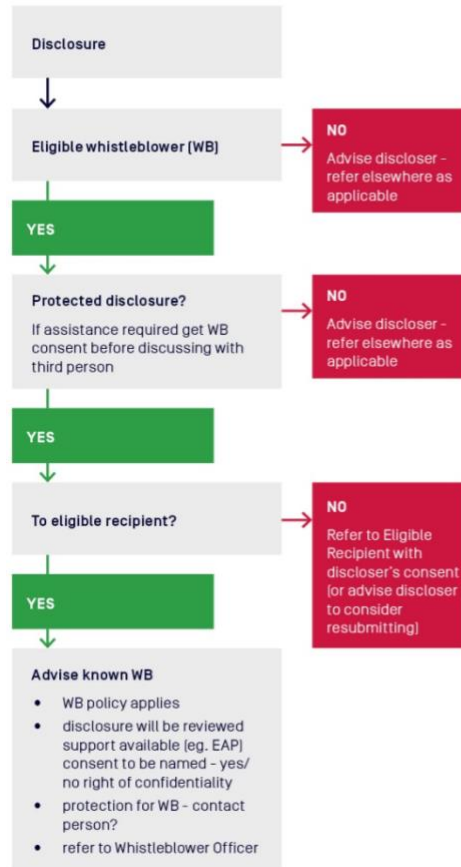 Disclosure
Eligible whistleblower (WB)
NO
Advise discloser -
refer elsewhere as
applicable
YES
Protected disclosure?
If assistance required get WB
consent before discussing with
third person
NO
Advise discloser -
refer elsewhere as
applicable
YES
To eligible recipient?
NO
Refer to Eligible
Recipient with
discloser's consent
(or advise discloser
to consider
resubmitting)
YES
Advise known WB
• WB policy applies
• disclosure will be reviewed
support available (eg. EAP)
consent to be named - yes/
no right of confidentiality
• protection for WB - contact
person?
• refer to Whistleblower Officer